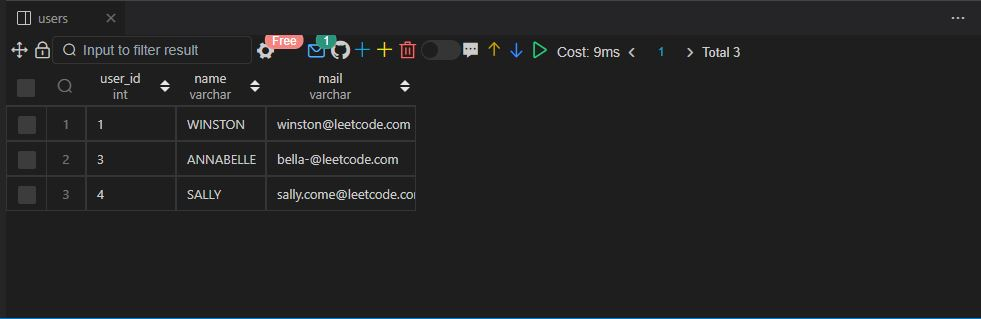 users
Input to filter result Free 1 Cost: 9ms 1 Total 3
user_id name mail
int varchar varchar
1 1 WINSTON winston@leetcode.com
2 3 ANNABELLE bella-@leetcode.com
3 4 SALLY sally.come@leetcode.co